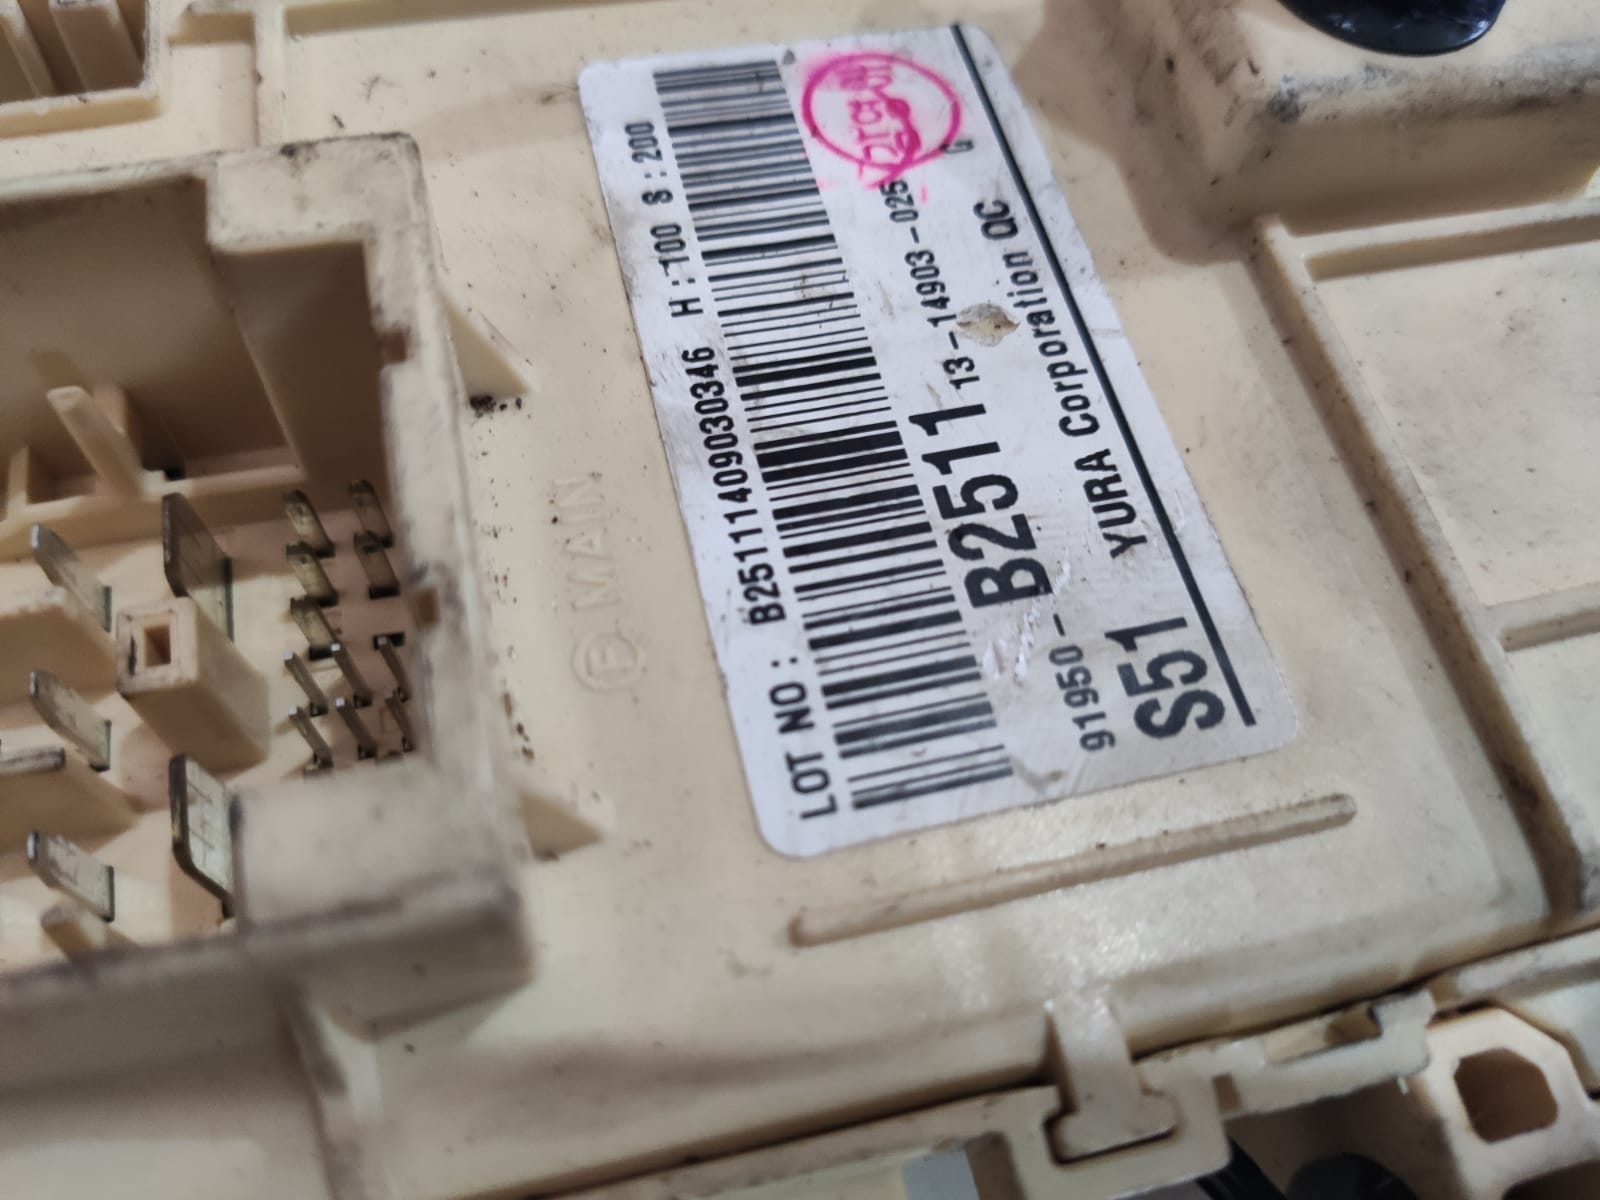 LOT NO : B25111409030346 H : 100 S : 200
91950- B2511 13-14903-025
S51 YURA Corporation QC
E MAIN